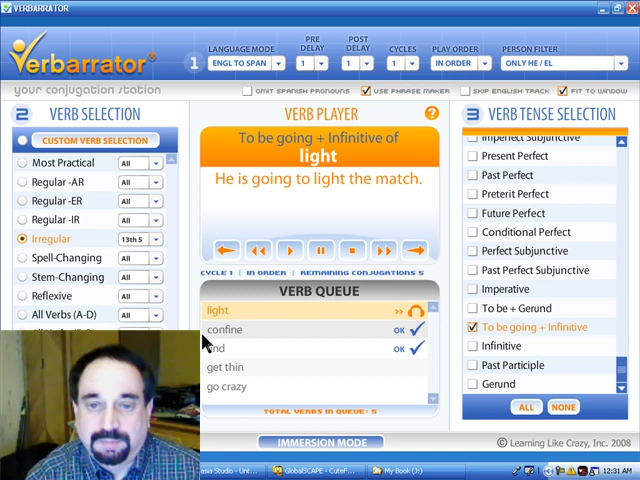 VERBARRATOR
Verbarrator®
your conjugation station
1
LANGUAGE MODE
ENGL TO SPAN
PRE DELAY
1
POST DELAY
1
CYCLES
1
PLAY ORDER
IN ORDER
PERSON FILTER
ONLY HE / EL
OMIT SPANISH PRONOUNS
USE PHRASE MAKER
SKIP ENGLISH TRACK
FIT TO WINDOW
2 VERB SELECTION
CUSTOM VERB SELECTION
Most Practical All
Regular -AR All
Regular -ER All
Regular -IR All
Irregular 13th 5
Spell-Changing All
Stem-Changing All
Reflexive All
All Verbs (A-D) All
VERB PLAYER ?
To be going + Infinitive of
light
He is going to light the match.
CYCLE 1 | IN ORDER | REMAINING CONJUGATIONS 5
VERB QUEUE
light >>
confine OK
find OK
get thin
go crazy
TOTAL VERBS IN QUEUE: 5
IMMERSION MODE
3 VERB TENSE SELECTION
Imperfect Subjunctive
Present Perfect
Past Perfect
Preterit Perfect
Future Perfect
Conditional Perfect
Perfect Subjunctive
Past Perfect Subjunctive
Imperative
To be + Gerund
To be going + Infinitive
Infinitive
Past Participle
Gerund
ALL NONE
© Learning Like Crazy, Inc. 2008
asia Studio - Unt...
GlobalSCAPE - CuteF...
My Book (J:)
12:31 AM